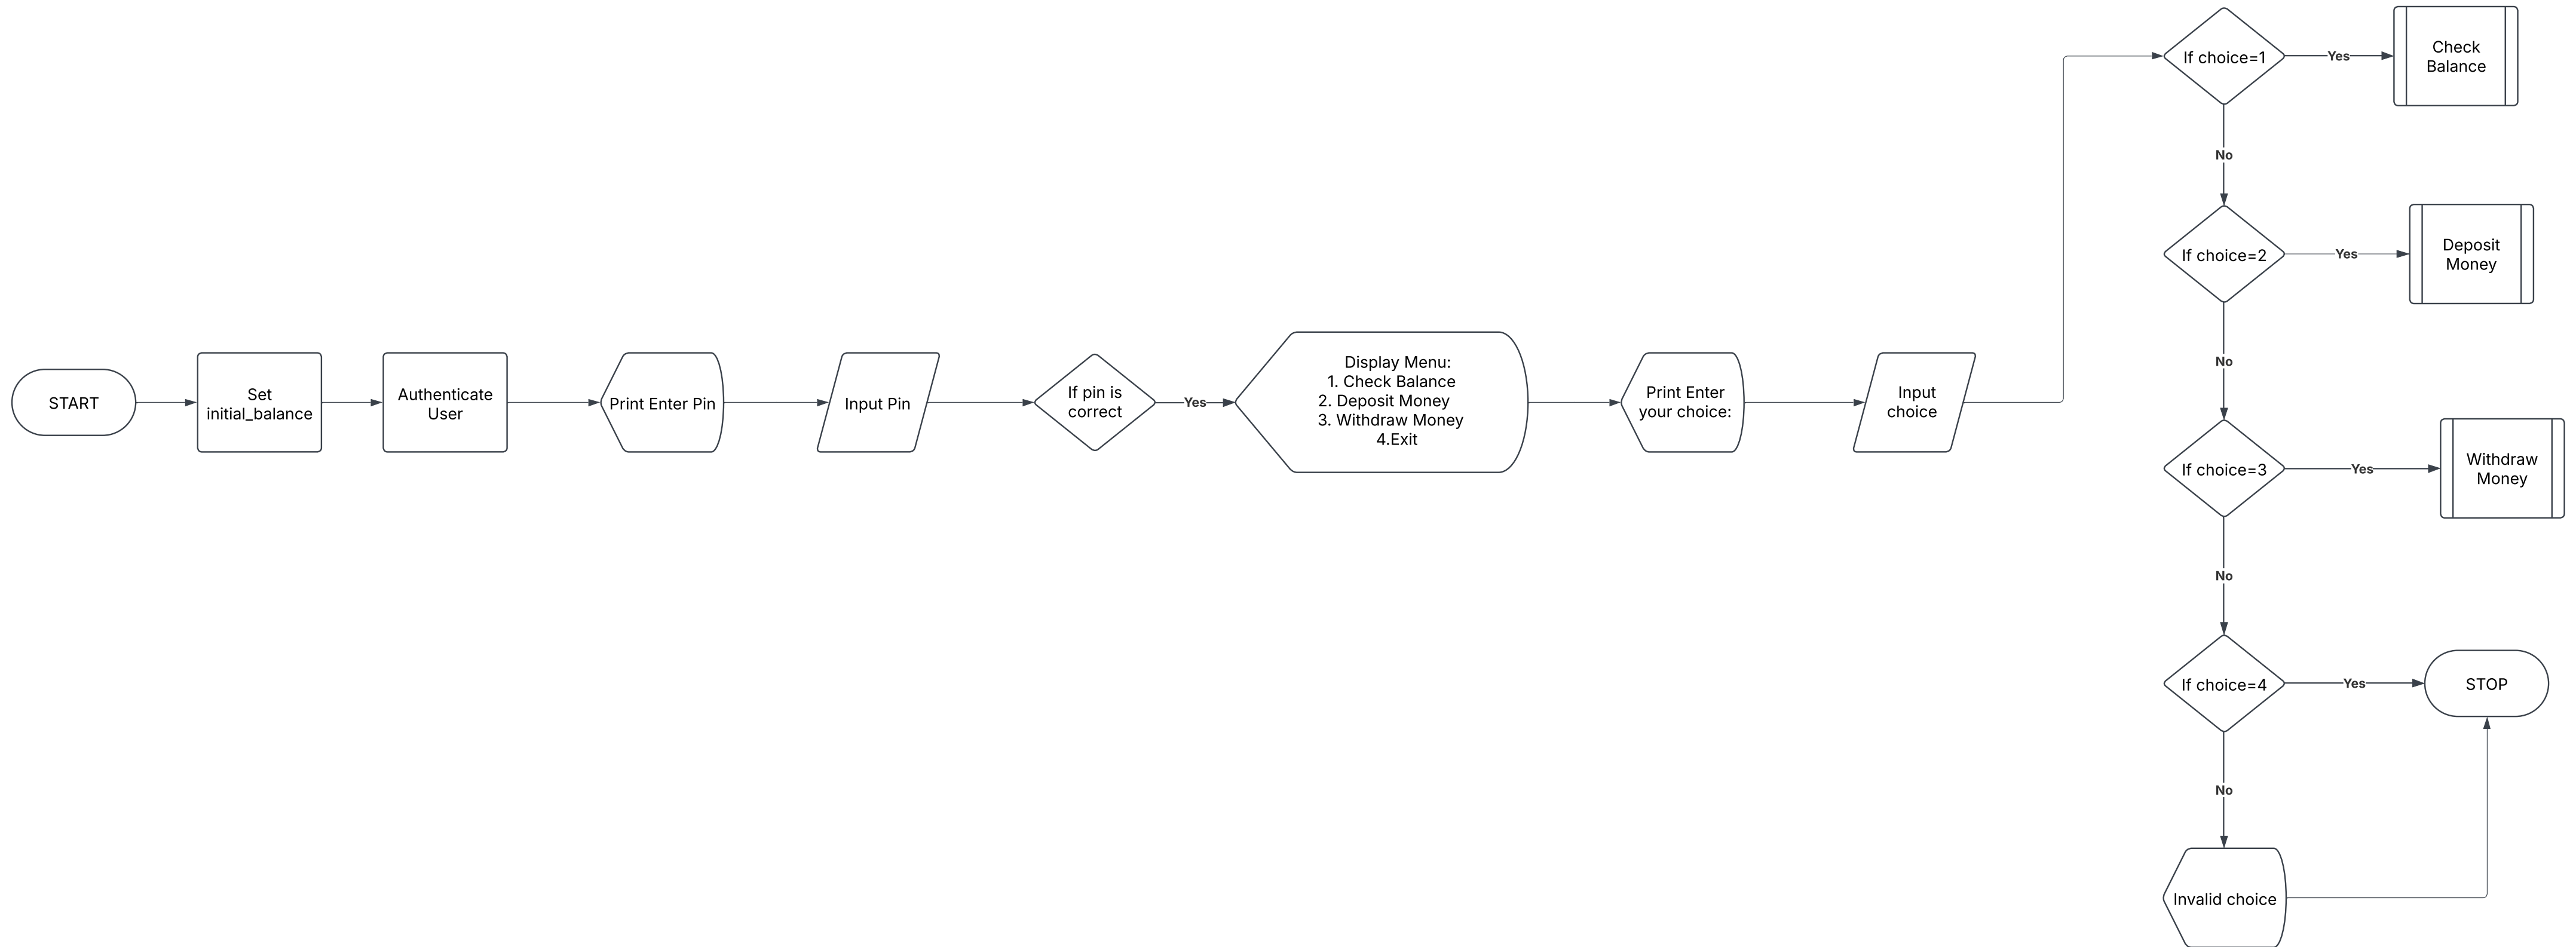 START
Set
initial_balance
Authenticate
User
Print Enter Pin
Input Pin
If pin is
correct
Yes
Display Menu:
1. Check Balance
2. Deposit Money
3. Withdraw Money
4.Exit
Print Enter
your choice:
Input
choice
If choice=1
Yes
Check
Balance
No
If choice=2
Yes
Deposit
Money
No
If choice=3
Yes
Withdraw
Money
No
If choice=4
Yes
STOP
No
Invalid choice